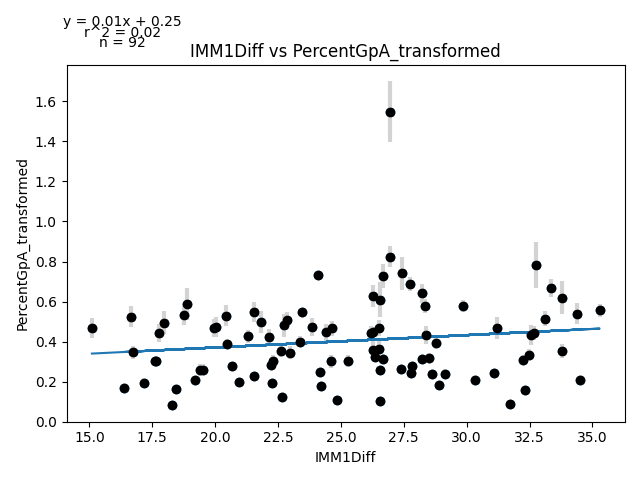 y = 0.01x + 0.25
r^2 = 0.02
n = 92
IMM1Diff vs PercentGpA_transformed
PercentGpA_transformed
1.6
1.4
1.2
1.0
0.8
0.6
0.4
0.2
0.0
15.0 17.5 20.0 22.5 25.0 27.5 30.0 32.5 35.0
IMM1Diff